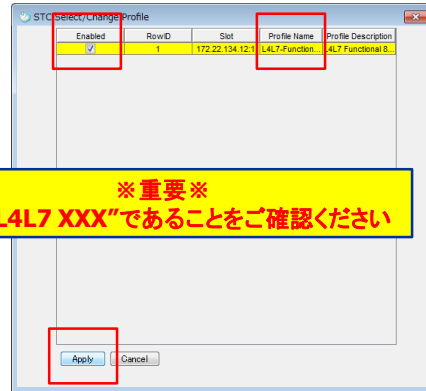 STC Select/Change Profile
Enabled RowID Slot Profile Name Profile Description
1 172.22.134.12:1 L4L7-Function... L4L7 Functional 8...
※重要※
L4L7 XXX”であることをご確認ください
Apply Cancel